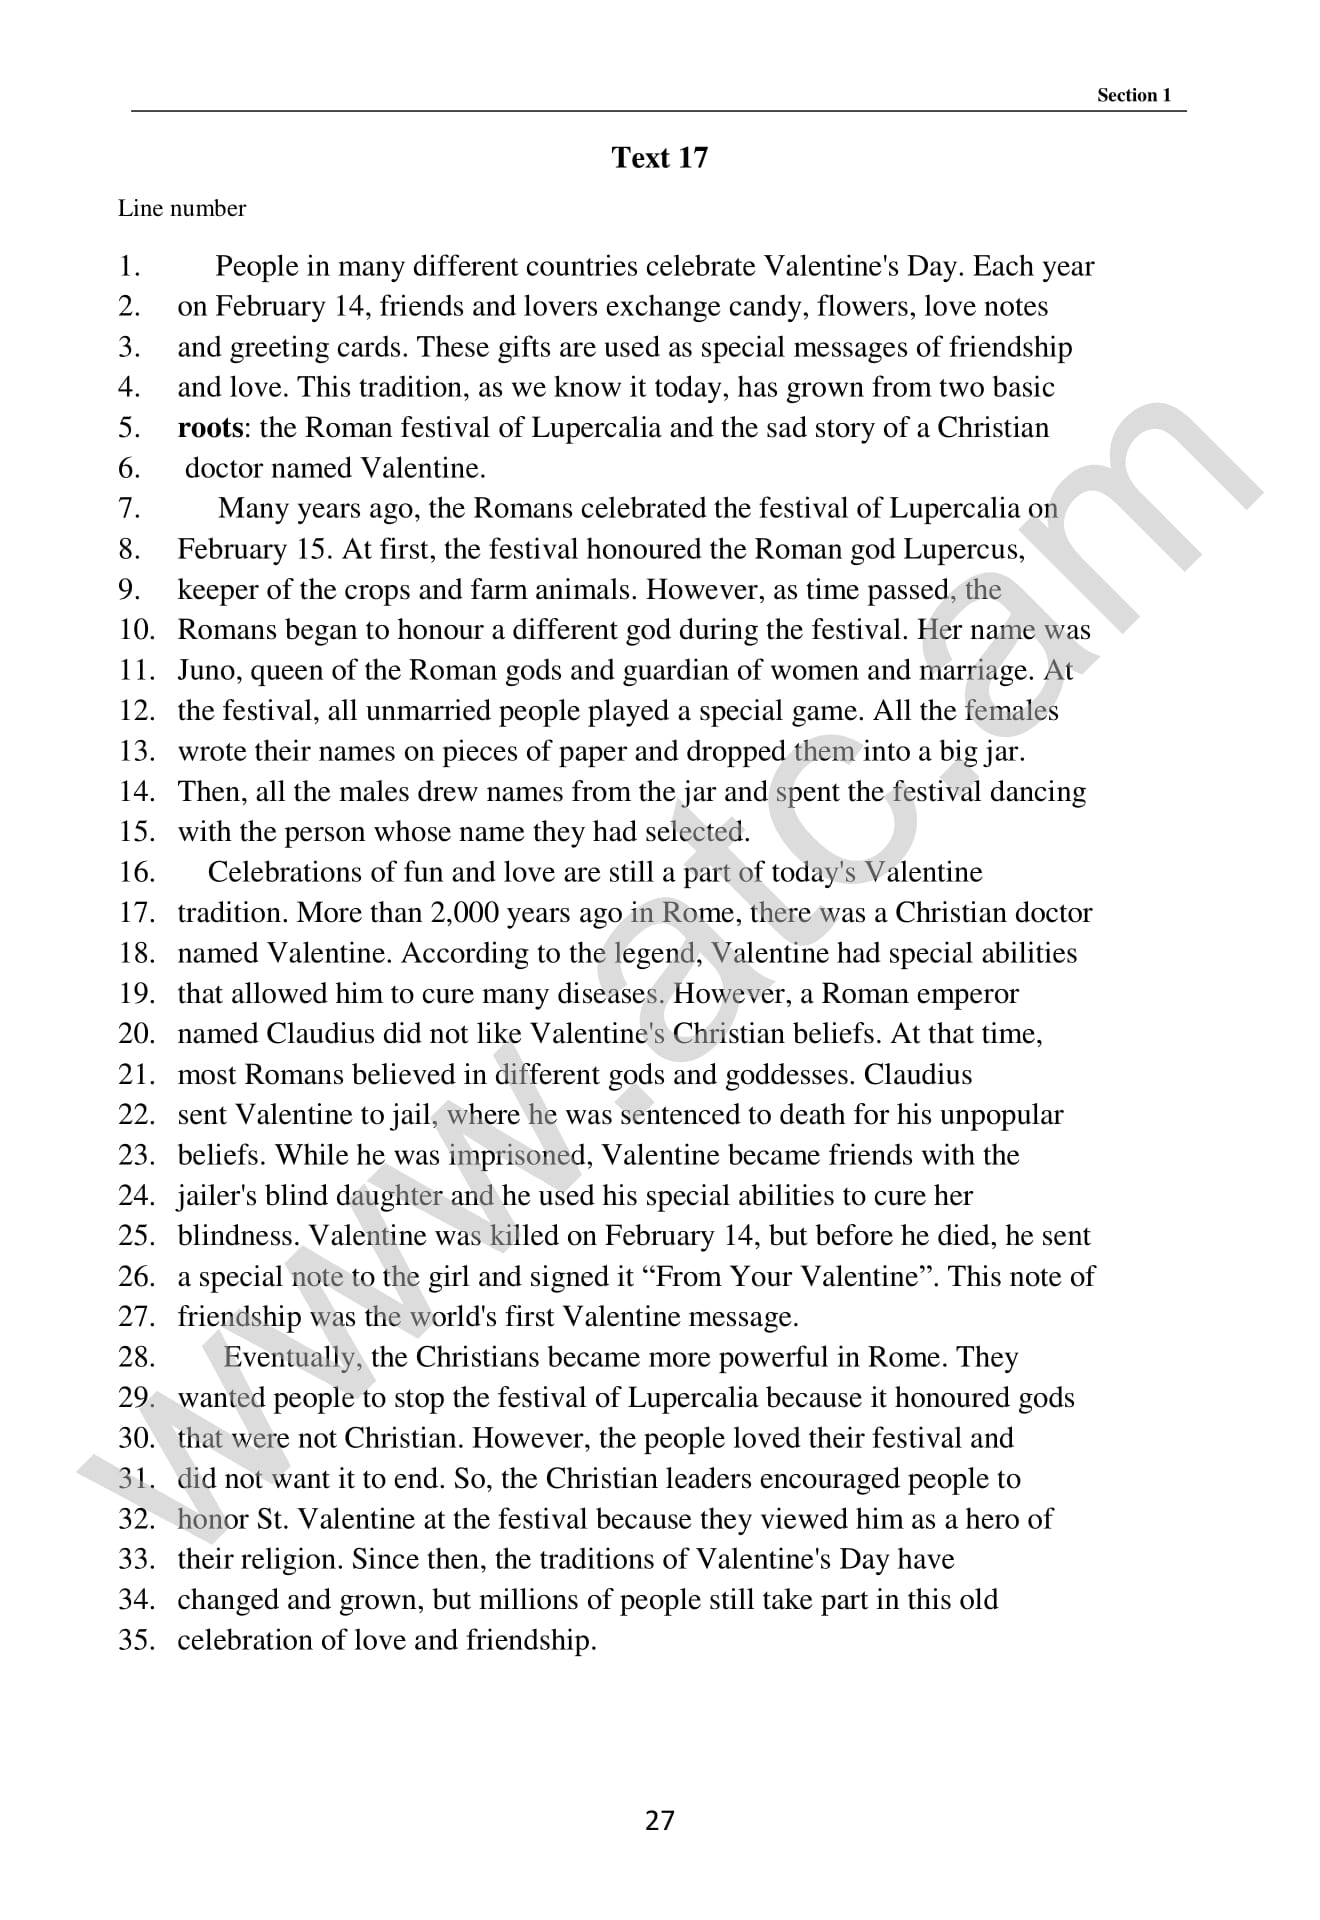 Section 1
Text 17
Line number
1. People in many different countries celebrate Valentine's Day. Each year
2. on February 14, friends and lovers exchange candy, flowers, love notes
3. and greeting cards. These gifts are used as special messages of friendship
4. and love. This tradition, as we know it today, has grown from two basic
5. roots: the Roman festival of Lupercalia and the sad story of a Christian
6. doctor named Valentine.
7. Many years ago, the Romans celebrated the festival of Lupercalia on
8. February 15. At first, the festival honoured the Roman god Lupercus,
9. keeper of the crops and farm animals. However, as time passed, the
10. Romans began to honour a different god during the festival. Her name was
11. Juno, queen of the Roman gods and guardian of women and marriage. At
12. the festival, all unmarried people played a special game. All the females
13. wrote their names on pieces of paper and dropped them into a big jar.
14. Then, all the males drew names from the jar and spent the festival dancing
15. with the person whose name they had selected.
16. Celebrations of fun and love are still a part of today's Valentine
17. tradition. More than 2,000 years ago in Rome, there was a Christian doctor
18. named Valentine. According to the legend, Valentine had special abilities
19. that allowed him to cure many diseases. However, a Roman emperor
20. named Claudius did not like Valentine's Christian beliefs. At that time,
21. most Romans believed in different gods and goddesses. Claudius
22. sent Valentine to jail, where he was sentenced to death for his unpopular
23. beliefs. While he was imprisoned, Valentine became friends with the
24. jailer's blind daughter and he used his special abilities to cure her
25. blindness. Valentine was killed on February 14, but before he died, he sent
26. a special note to the girl and signed it “From Your Valentine”. This note of
27. friendship was the world's first Valentine message.
28. Eventually, the Christians became more powerful in Rome. They
29. wanted people to stop the festival of Lupercalia because it honoured gods
30. that were not Christian. However, the people loved their festival and
31. did not want it to end. So, the Christian leaders encouraged people to
32. honor St. Valentine at the festival because they viewed him as a hero of
33. their religion. Since then, the traditions of Valentine's Day have
34. changed and grown, but millions of people still take part in this old
35. celebration of love and friendship.
www.atc.am
27